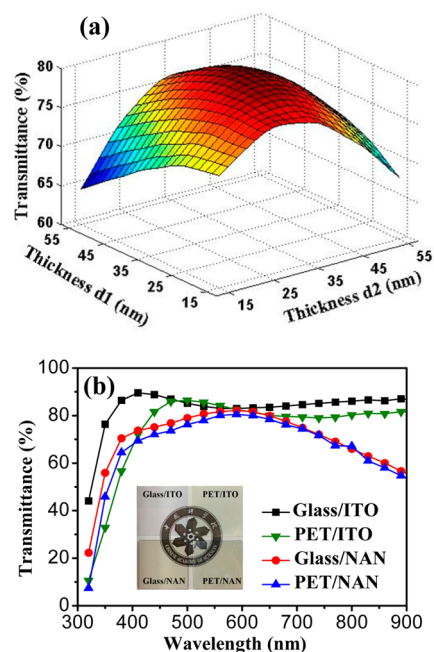 (a)
Transmittance (%)
80
75
70
65
60
55
45
35
25
15
Thickness d1 (nm)
15
25
35
45
55
Thickness d2 (nm)
(b)
Transmittance (%)
100
80
60
40
20
0
Glass/ITO PET/ITO
Glass/NAN PET/NAN
Glass/ITO
PET/ITO
Glass/NAN
PET/NAN
300 400 500 600 700 800 900
Wavelength (nm)